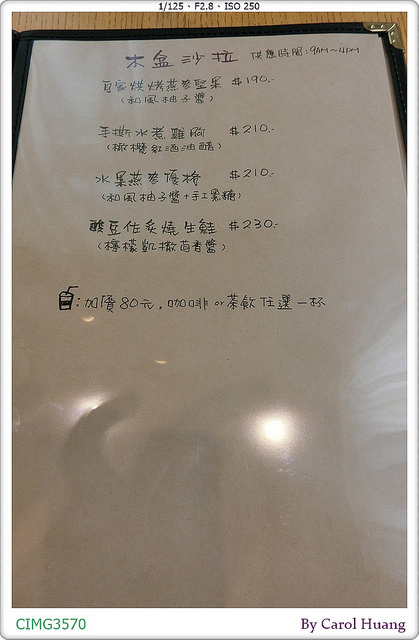 1/125、F2.8、ISO 250
木盒沙拉 供應時間:9AM~4PM
自家烘烤燕麥堅果 $190.-
(和風柚子醬)
手撕水煮雞胸 $210.-
(橄欖紅酒油醋)
水果燕麥優格 $210.-
(和風柚子醬+手工黑糖)
酸豆佐炙燒生鮭 $230.-
(檸檬凱撒茴香醬)
:加價80元,咖啡or茶飲任選一杯
CIMG3570
By Carol Huang